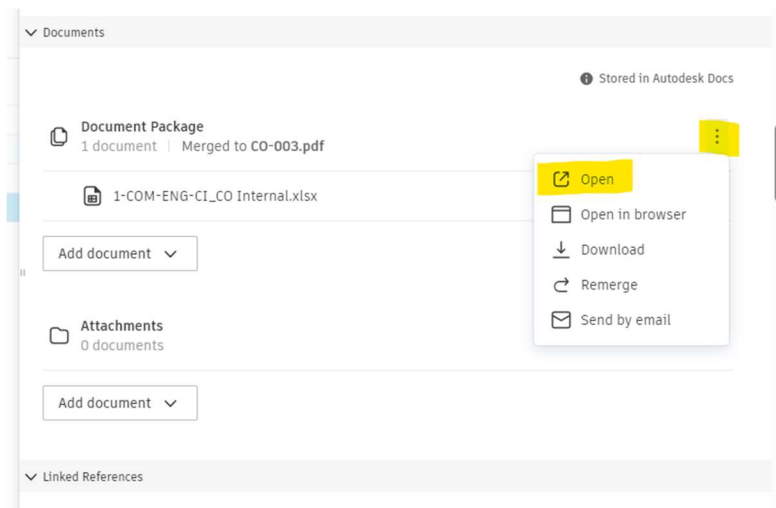 Documents
Stored in Autodesk Docs
Document Package
1 document | Merged to CO-003.pdf
1-COM-ENG-CI_CO Internal.xlsx
Open
Open in browser
Download
Remerge
Send by email
Add document
Attachments
0 documents
Add document
Linked References